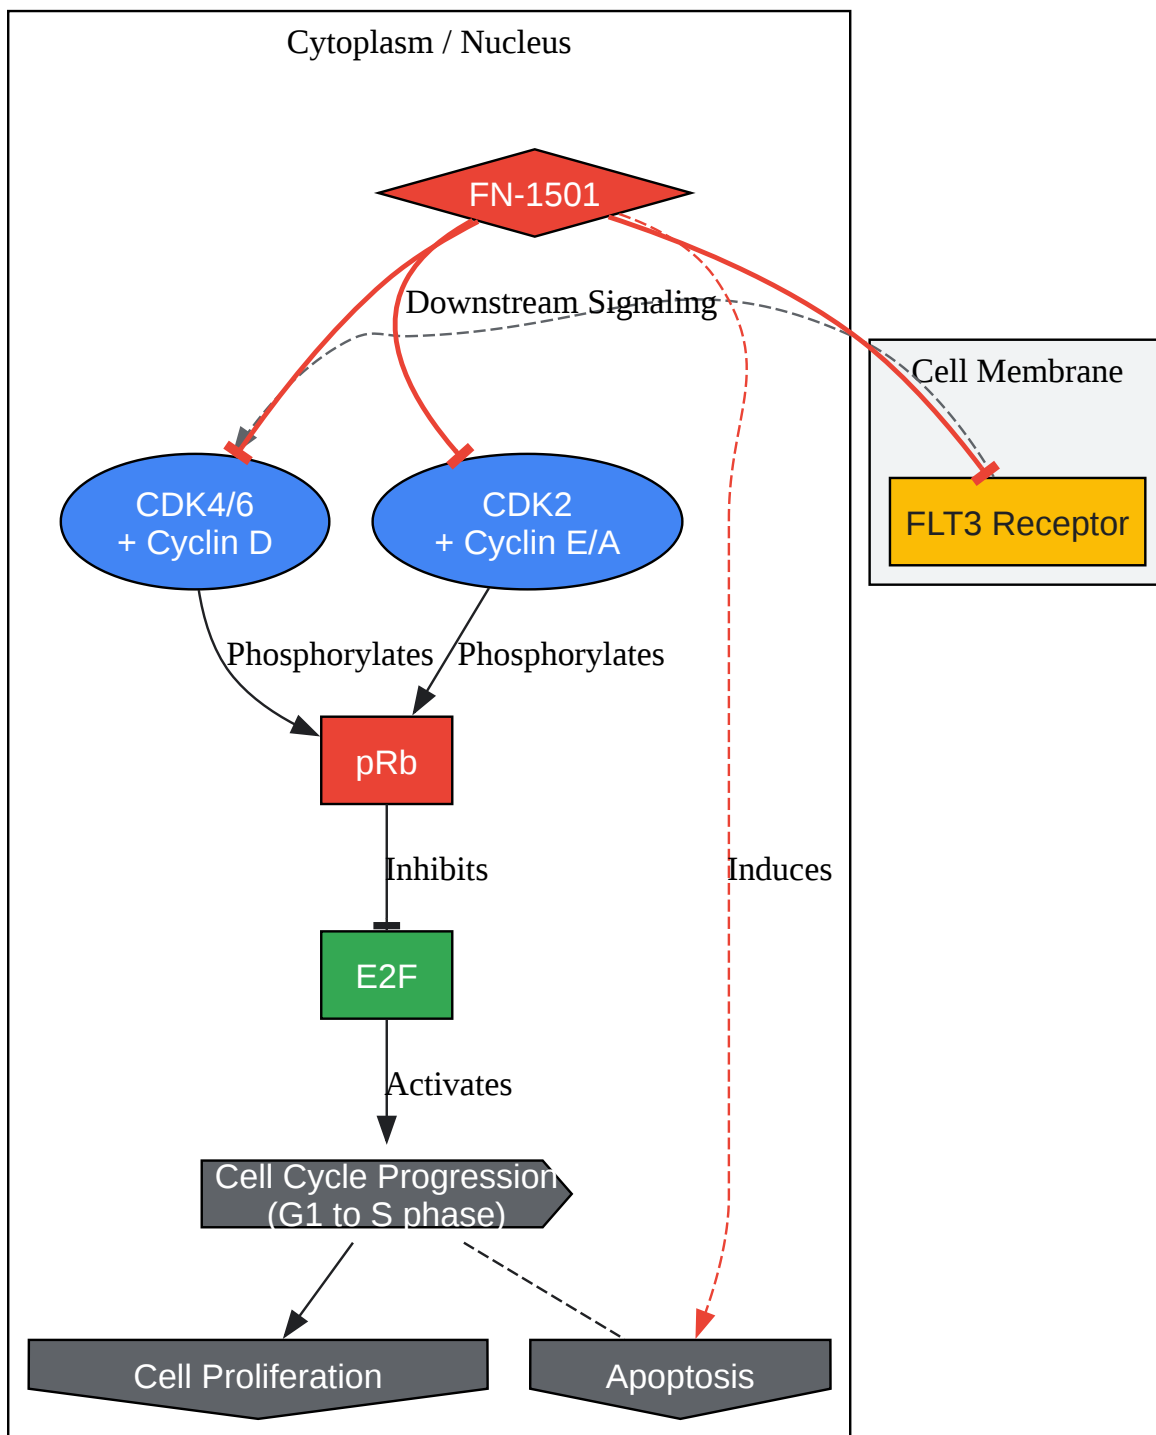 Cytoplasm / Nucleus
FN-1501
Downstream Signaling
Cell Membrane
CDK4/6
+ Cyclin D
CDK2
+ Cyclin E/A
FLT3 Receptor
Phosphorylates
Phosphorylates
pRb
Inhibits
Induces
E2F
Activates
Cell Cycle Progression
(G1 to S phase)
Cell Proliferation
Apoptosis